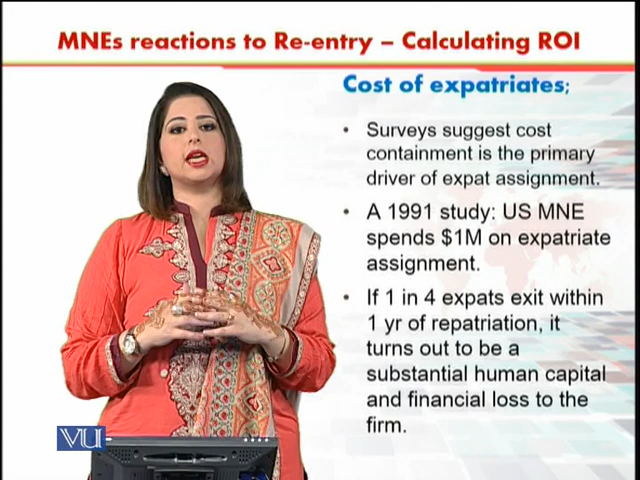 MNEs reactions to Re-entry – Calculating ROI
Cost of expatriates;
• Surveys suggest cost
containment is the primary
driver of expat assignment.
• A 1991 study: US MNE
spends $1M on expatriate
assignment.
• If 1 in 4 expats exit within
1 yr of repatriation, it
turns out to be a
substantial human capital
and financial loss to the
firm.
VU